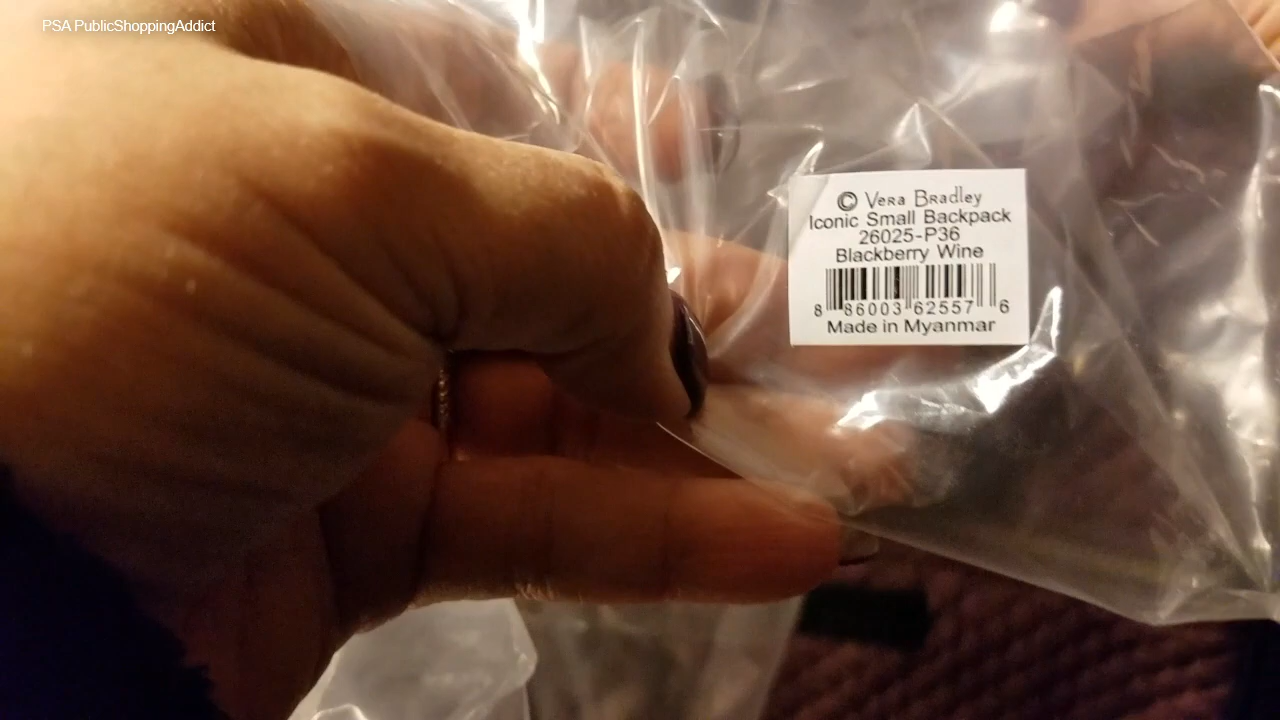 PSA PublicShoppingAddict
© Vera Bradley
Iconic Small Backpack
26025-P36
Blackberry Wine
8 86003 62557 6
Made in Myanmar